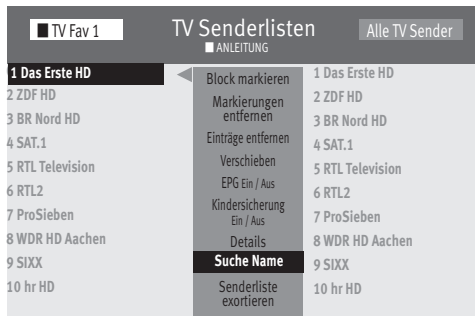 TV Fav 1
TV Senderlisten
ANLEITUNG
Alle TV Sender
1 Das Erste HD
2 ZDF HD
3 BR Nord HD
4 SAT.1
5 RTL Television
6 RTL2
7 ProSieben
8 WDR HD Aachen
9 SIXX
10 hr HD
Block markieren
Markierungen
entfernen
Einträge entfernen
Verschieben
EPG Ein / Aus
Kindersicherung
Ein / Aus
Details
Suche Name
Senderliste
exortieren
1 Das Erste HD
2 ZDF HD
3 BR Nord HD
4 SAT.1
5 RTL Television
6 RTL2
7 ProSieben
8 WDR HD Aachen
9 SIXX
10 hr HD